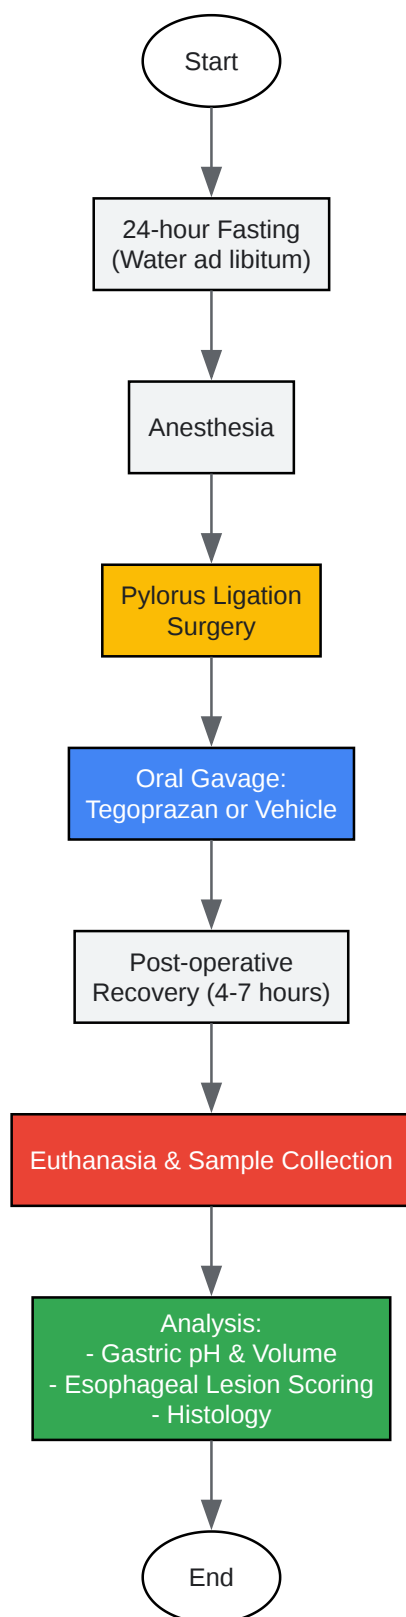 Start
24-hour Fasting
(Water ad libitum)
Anesthesia
Pylorus Ligation
Surgery
Oral Gavage:
Tegoprazan or Vehicle
Post-operative
Recovery (4-7 hours)
Euthanasia & Sample Collection
Analysis:
- Gastric pH & Volume
- Esophageal Lesion Scoring
- Histology
End